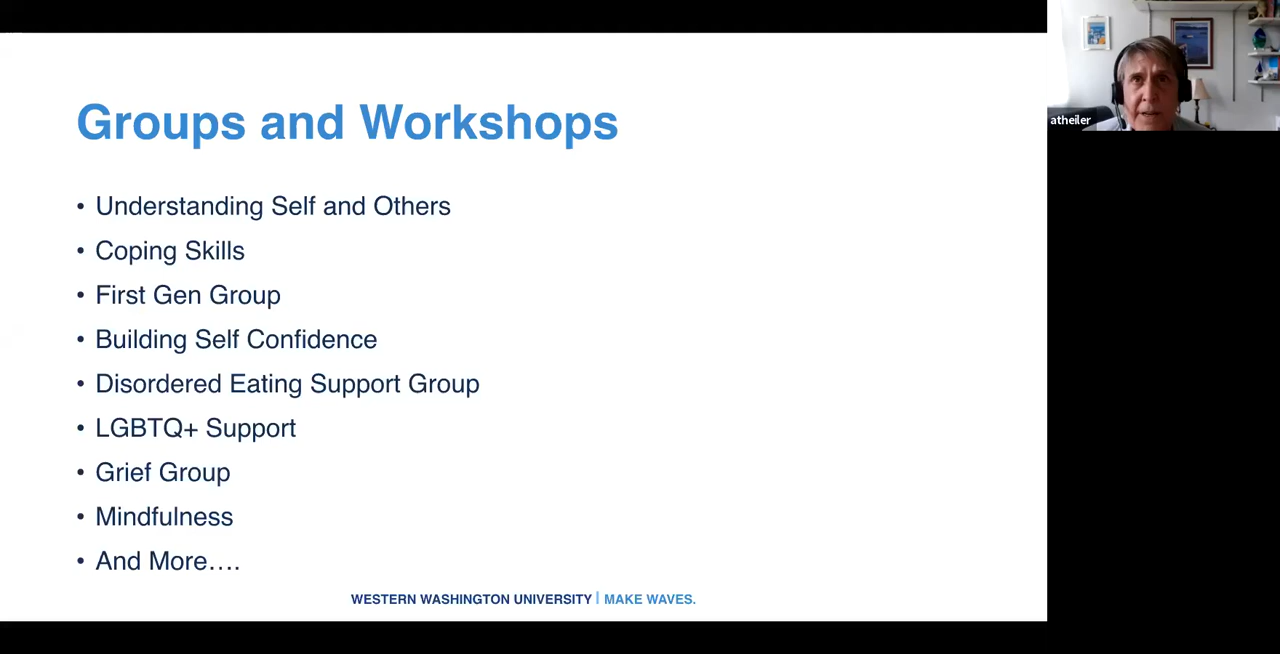 Groups and Workshops
• Understanding Self and Others
• Coping Skills
• First Gen Group
• Building Self Confidence
• Disordered Eating Support Group
• LGBTQ+ Support
• Grief Group
• Mindfulness
• And More….
WESTERN WASHINGTON UNIVERSITY | MAKE WAVES.
atheiler